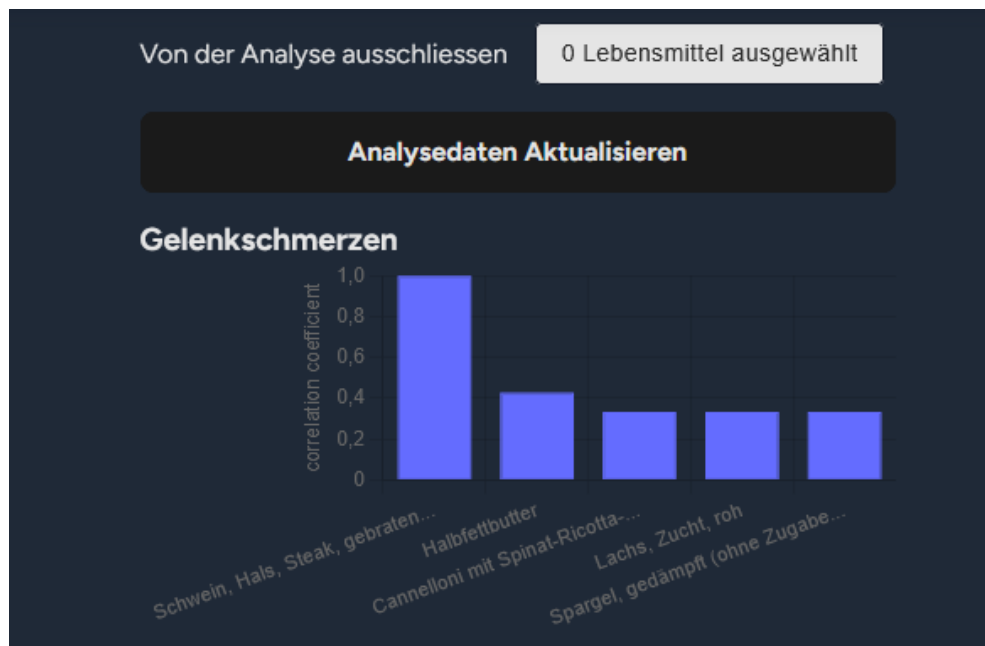 Von der Analyse ausschliessen
0 Lebensmittel ausgewählt
Analysedaten Aktualisieren
Gelenkschmerzen
correlation coefficient
1,0
0,8
0,6
0,4
0,2
0
Schwein, Hals, Steak, gebraten...
Halbfettbutter
Cannelloni mit Spinat-Ricotta-...
Lachs, Zucht, roh
Spargel, gedämpft (ohne Zugabe...